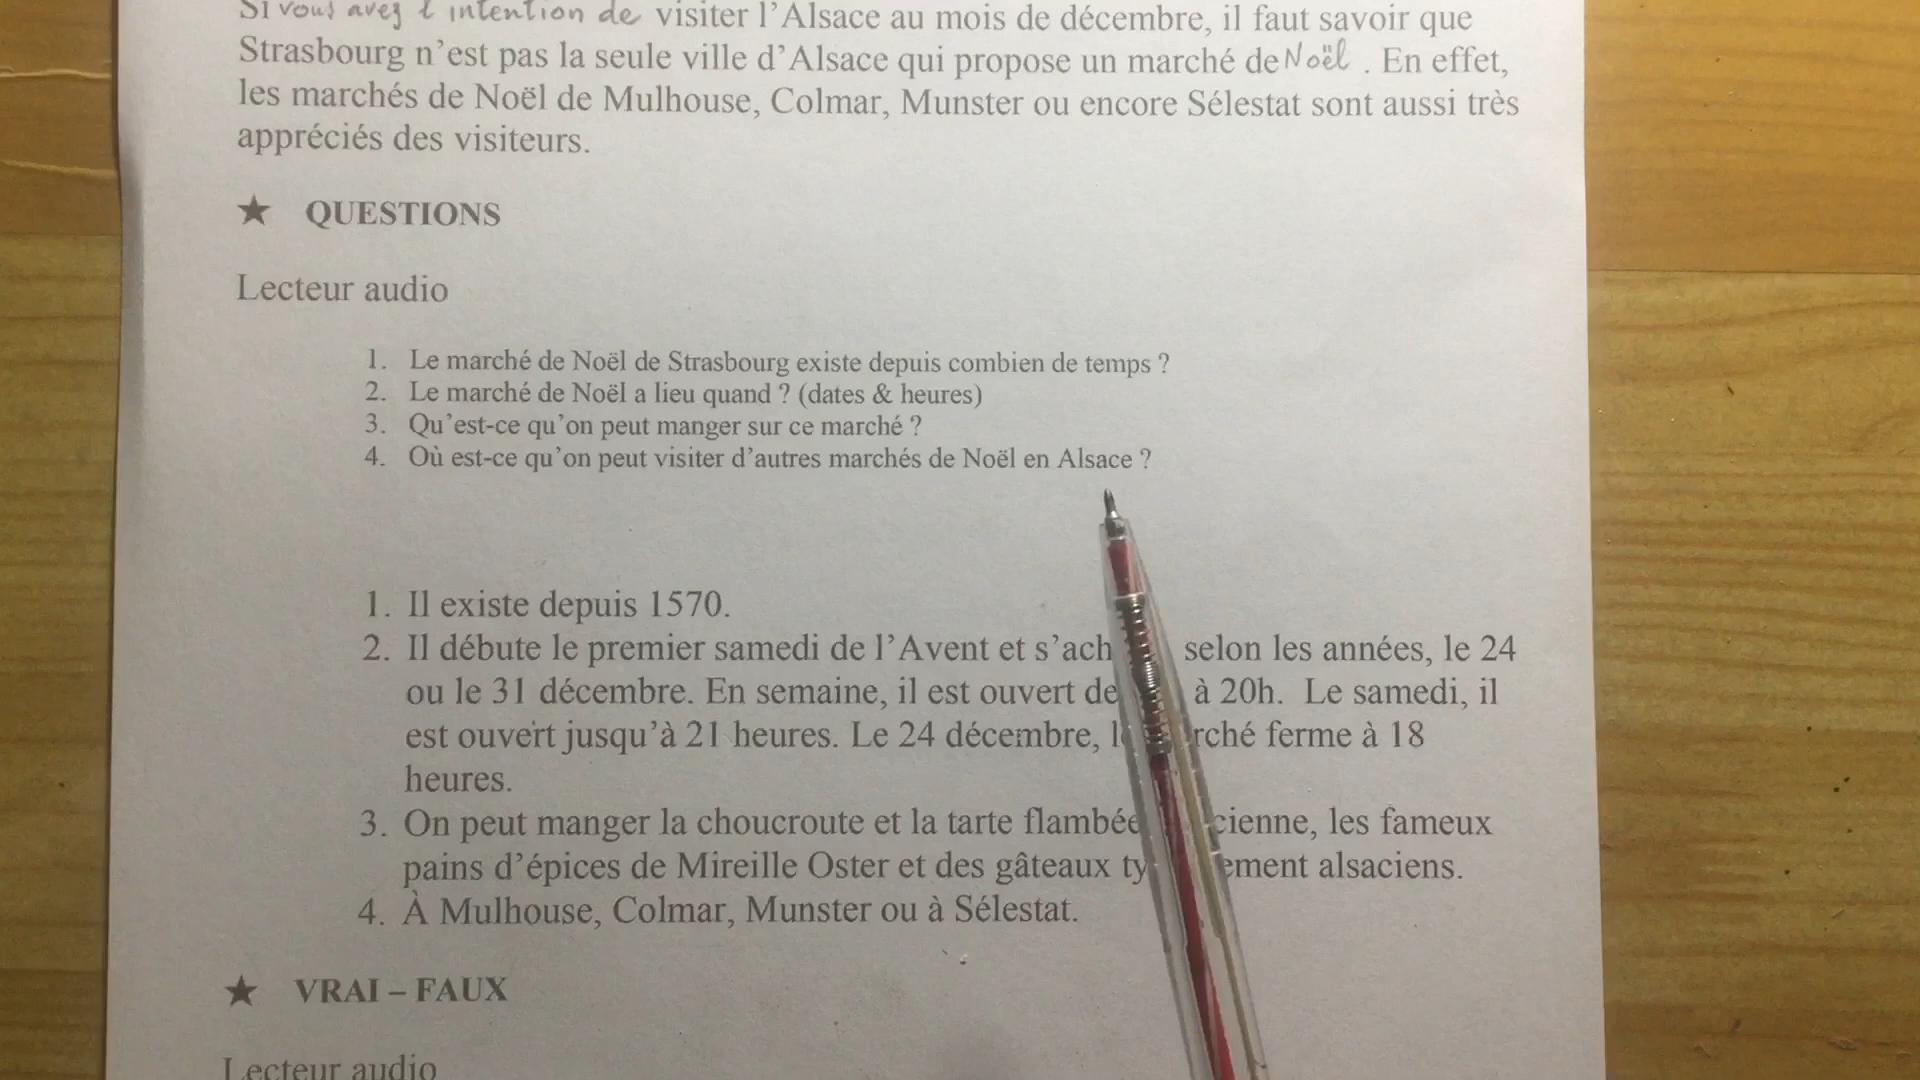 Si vous avez l'intention de visiter l'Alsace au mois de décembre, il faut savoir que
Strasbourg n'est pas la seule ville d'Alsace qui propose un marché de Noël . En effet,
les marchés de Noël de Mulhouse, Colmar, Munster ou encore Sélestat sont aussi très
appréciés des visiteurs.
★ QUESTIONS
Lecteur audio
1. Le marché de Noël de Strasbourg existe depuis combien de temps ?
2. Le marché de Noël a lieu quand ? (dates & heures)
3. Qu'est-ce qu'on peut manger sur ce marché ?
4. Où est-ce qu'on peut visiter d'autres marchés de Noël en Alsace ?
1. Il existe depuis 1570.
2. Il débute le premier samedi de l'Avent et selon les années, le 24
ou le 31 décembre. En semaine, il est ouvert de à 20h. Le samedi, il
est ouvert jusqu'à 21 heures. Le 24 décembre, ferme à 18
heures.
3. On peut manger la choucroute et la tarte flambée les fameux
pains d'épices de Mireille Oster et des gâteaux alsaciens.
4. À Mulhouse, Colmar, Munster ou à Sélestat.
★ VRAI – FAUX
Lecteur audio